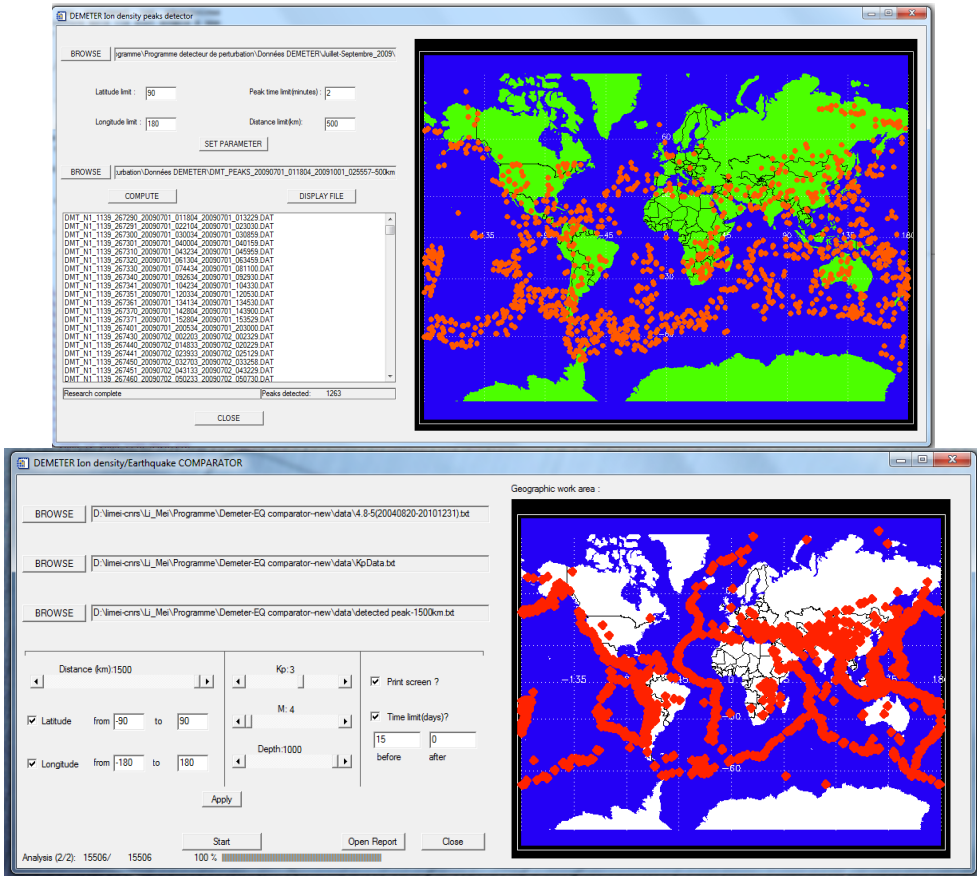 DEMETER Ion density peaks detector
BROWSE
ogramme\Programme detecteur de perturbation\Données DEMETER\Juillet-Septembre_2009\
Latitude limit :
90
Peak time limit(minutes) :
2
Longitude limit :
180
Distance limit(km):
500
SET PARAMETER
BROWSE
urbation\Données DEMETER\DMT_PEAKS_20090701_011804_20091001_025557-500km
COMPUTE
DISPLAY FILE
DMT_N1_1139_267290_20090701_011804_20090701_013229.DAT
DMT_N1_1139_267291_20090701_022104_20090701_023030.DAT
DMT_N1_1139_267300_20090701_030034_20090701_030859.DAT
DMT_N1_1139_267301_20090701_040004_20090701_040159.DAT
DMT_N1_1139_267310_20090701_043234_20090701_045959.DAT
DMT_N1_1139_267320_20090701_061304_20090701_063459.DAT
DMT_N1_1139_267330_20090701_074434_20090701_081100.DAT
DMT_N1_1139_267340_20090701_092634_20090701_092930.DAT
DMT_N1_1139_267341_20090701_104234_20090701_104330.DAT
DMT_N1_1139_267351_20090701_120334_20090701_120530.DAT
DMT_N1_1139_267361_20090701_134134_20090701_134530.DAT
DMT_N1_1139_267370_20090701_142804_20090701_143900.DAT
DMT_N1_1139_267371_20090701_152804_20090701_153529.DAT
DMT_N1_1139_267401_20090701_200534_20090701_203000.DAT
DMT_N1_1139_267430_20090702_002203_20090702_002329.DAT
DMT_N1_1139_267440_20090702_014833_20090702_020229.DAT
DMT_N1_1139_267441_20090702_023933_20090702_025129.DAT
DMT_N1_1139_267450_20090702_032703_20090702_033258.DAT
DMT_N1_1139_267451_20090702_043133_20090702_043229.DAT
DMT_N1_1139_267460_20090702_050233_20090702_050730.DAT
Research complete
Peaks detected: 1263
CLOSE
60
-45
180
DEMETER Ion density/Earthquake COMPARATOR
Geographic work area :
BROWSE
D:\limei-cnrs\Li_Mei\Programme\Demeter-EQ comparator-new\data\4.8-5(20040820-20101231).txt
BROWSE
D:\limei-cnrs\Li_Mei\Programme\Demeter-EQ comparator-new\data\KpData.txt
BROWSE
D:\limei-cnrs\Li_Mei\Programme\Demeter-EQ comparator-new\data\detected peak-1500km.txt
Distance (km):1500
Kp:3
Print screen ?
M: 4
Latitude from -90 to 90
Time limit(days)?
15 0
before after
Depth:1000
Longitude from -180 to 180
Apply
Start
Open Report
Close
Analysis (2/2): 15506/ 15506 100 %
-135
0
-60